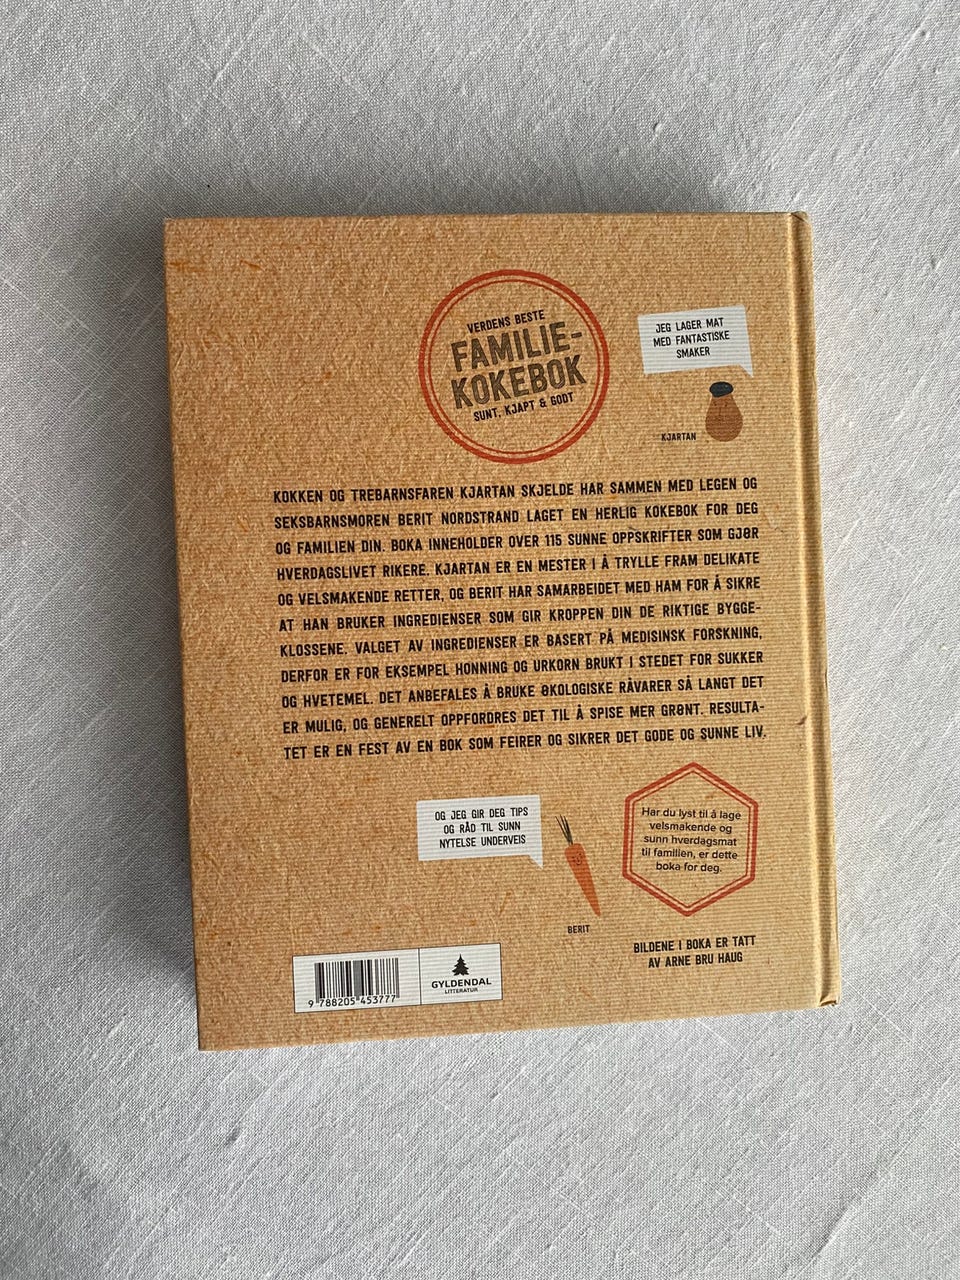 VERDENS BESTE
FAMILIE-
KOKEBOK
SUNT, KJAPT & GODT
JEG LAGER MAT
MED FANTASTISKE
SMAKER
KJARTAN
KOKKEN OG TREBARNSFAREN KJARTAN SKJELDE HAR SAMMEN MED LEGEN OG
SEKSBARNSMOREN BERIT NORDSTRAND LAGET EN HERLIG KOKEBOK FOR DEG
OG FAMILIEN DIN. BOKA INNEHOLDER OVER 115 SUNNE OPPSKRIFTER SOM GJØR
HVERDAGSLIVET RIKERE. KJARTAN ER EN MESTER I Å TRYLLE FRAM DELIKATE
OG VELSMAKENDE RETTER, OG BERIT HAR SAMARBEIDET MED HAM FOR Å SIKRE
AT HAN BRUKER INGREDIENSER SOM GIR KROPPEN DIN DE RIKTIGE BYGGE-
KLOSSENE. VALGET AV INGREDIENSER ER BASERT PÅ MEDISINSK FORSKNING,
DERFOR ER FOR EKSEMPEL HONNING OG URKORN BRUKT I STEDET FOR SUKKER
OG HVETEMEL. DET ANBEFALES Å BRUKE ØKOLOGISKE RÅVARER SÅ LANGT DET
ER MULIG, OG GENERELT OPPFORDRES DET TIL Å SPISE MER GRØNT. RESULTA-
TET ER EN FEST AV EN BOK SOM FEIRER OG SIKRER DET GODE OG SUNNE LIV.
OG JEG GIR DEG TIPS
OG RÅD TIL SUNN
NYTELSE UNDERVEIS
BERIT
Har du lyst til å lage
velsmakende og
sunn hverdagsmat
til familien, er dette
boka for deg.
BILDENE I BOKA ER TATT
AV ARNE BRU HAUG
9 788205 453777
GYLDENDAL
LITTERATUR